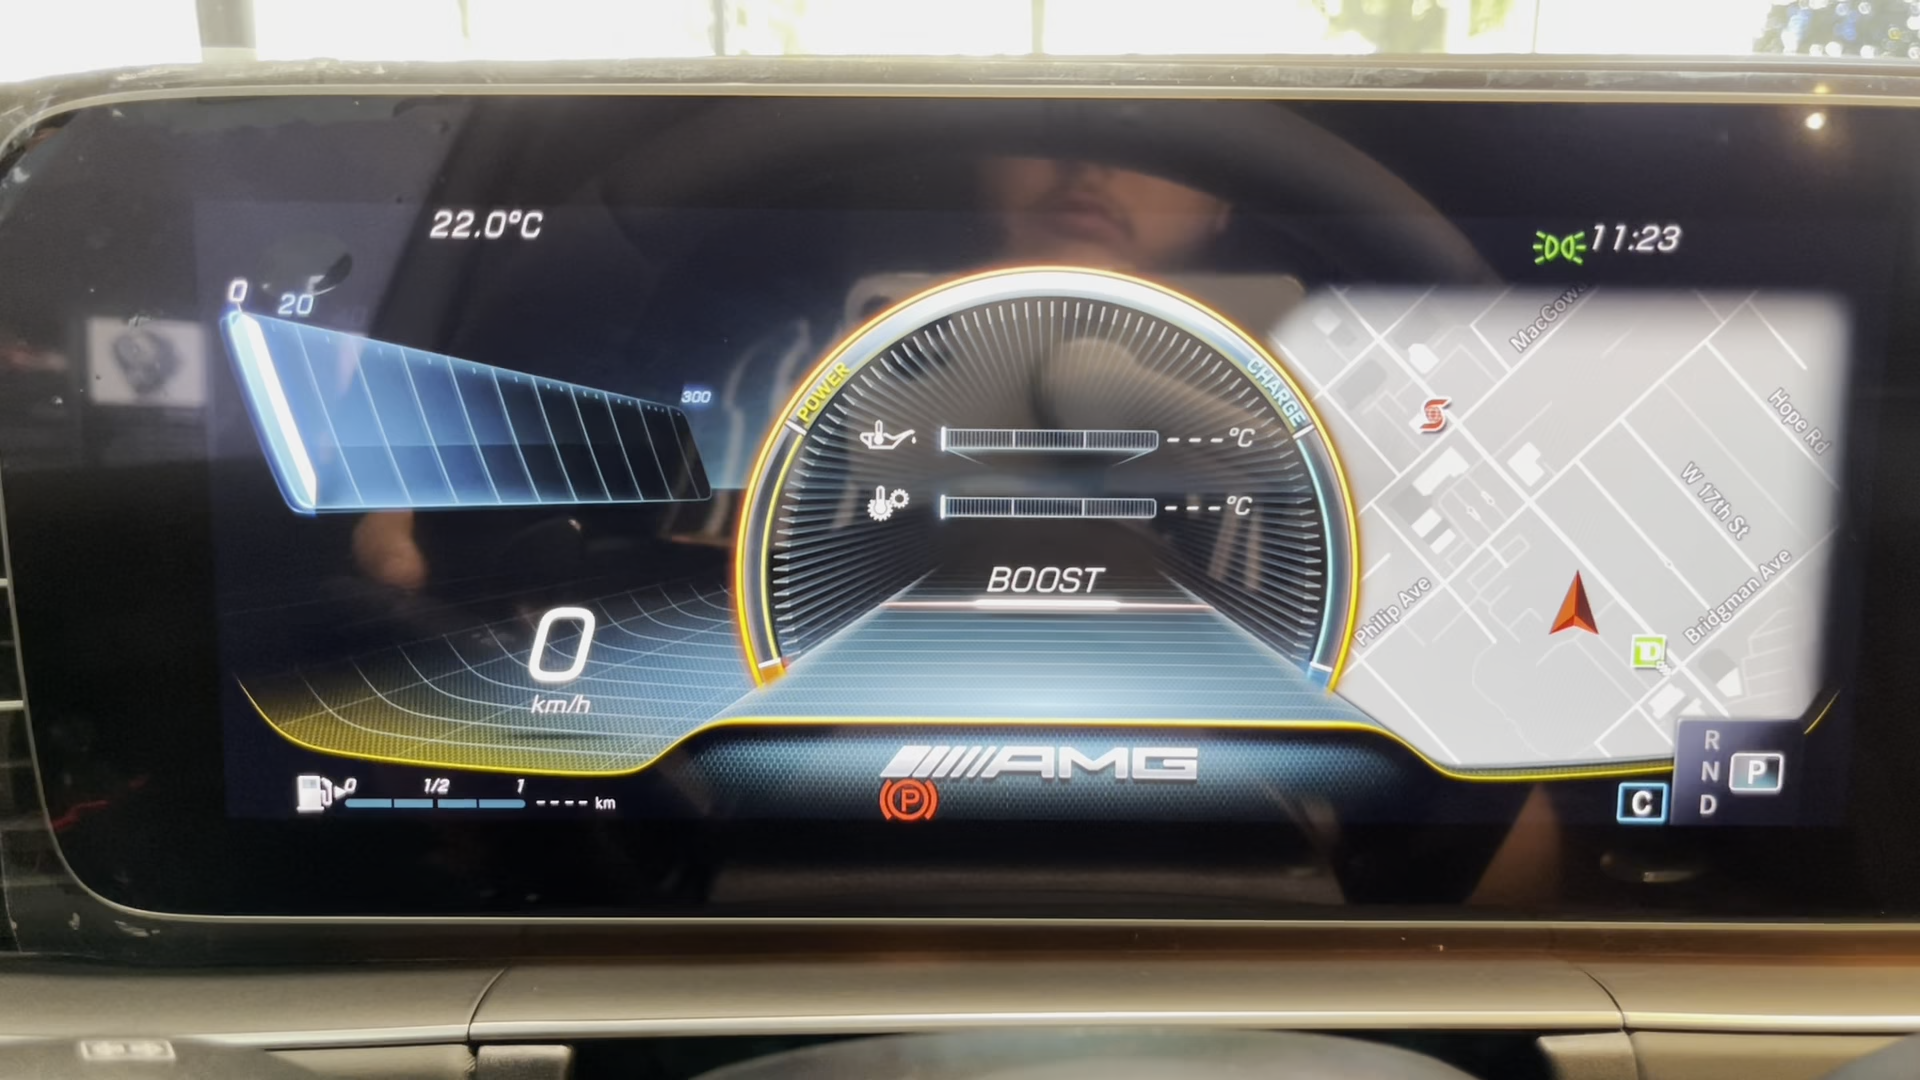 22.0°C
11:23
0
20
300
POWER
CHARGE
---°C
---°C
BOOST
0
km/h
Hope Rd
W 17th St
Bridgman Ave
Philip Ave
D
AMG
P
0 1/2 1 ---- km
C
R
N
D
P